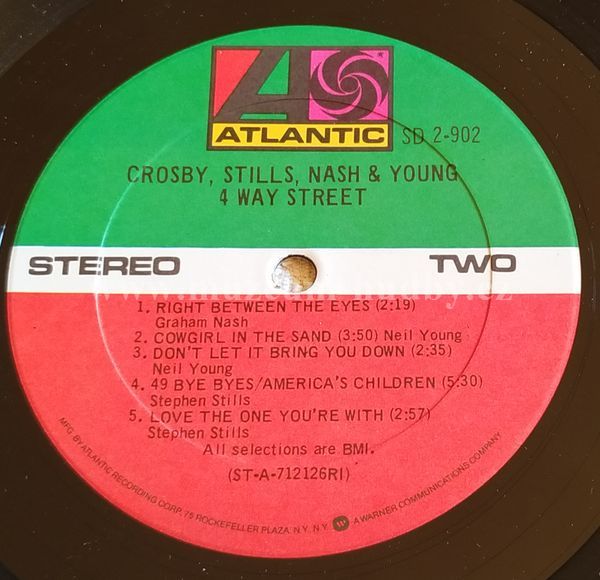 ATLANTIC
SD 2-902
CROSBY, STILLS, NASH & YOUNG
4 WAY STREET
STEREO
TWO
1. RIGHT BETWEEN THE EYES (2:19)
Graham Nash
2. COWGIRL IN THE SAND (3:50) Neil Young
3. DON'T LET IT BRING YOU DOWN (2:35)
Neil Young
4. 49 BYE BYES/AMERICA'S CHILDREN (5:30)
Stephen Stills
5. LOVE THE ONE YOU'RE WITH (2:57)
Stephen Stills
All selections are BMI.
(ST-A-712126RI)
MFG. BY ATLANTIC RECORDING CORP. 75 ROCKEFELLER PLAZA, N.Y. N.Y. A WARNER COMMUNICATIONS COMPANY